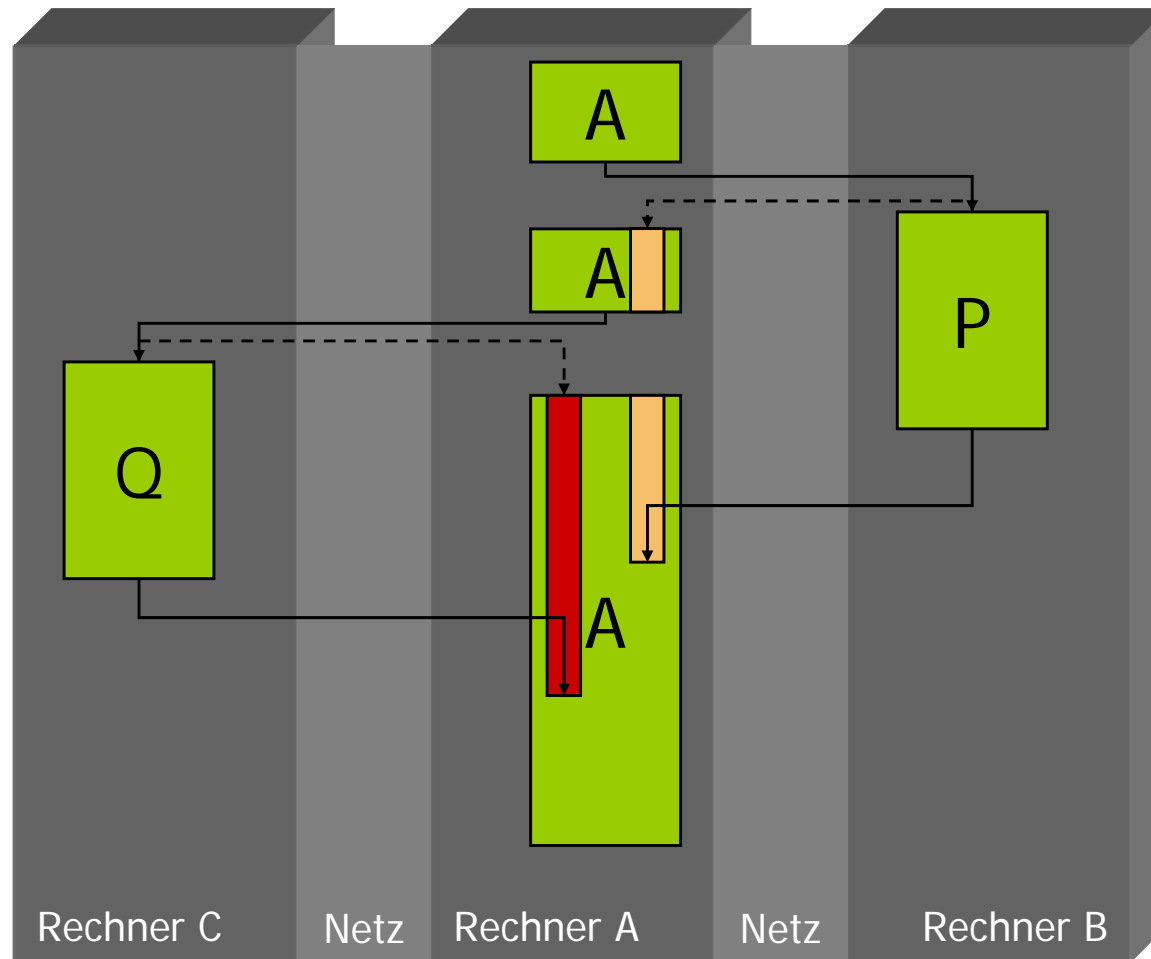 A
A
P
Q
A
Rechner C
Netz
Rechner A
Netz
Rechner B